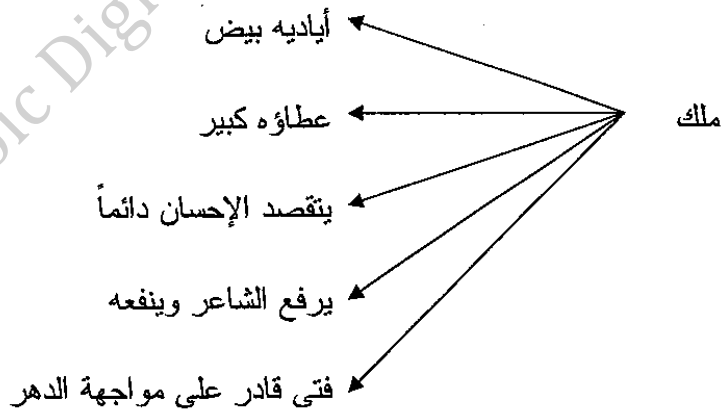 أياديه بيض
ملك
عطاؤه كبير
يتقصد الإحسان دائماً
يرفع الشاعر وينفعه
فتى قادر على مواجهة الدهر